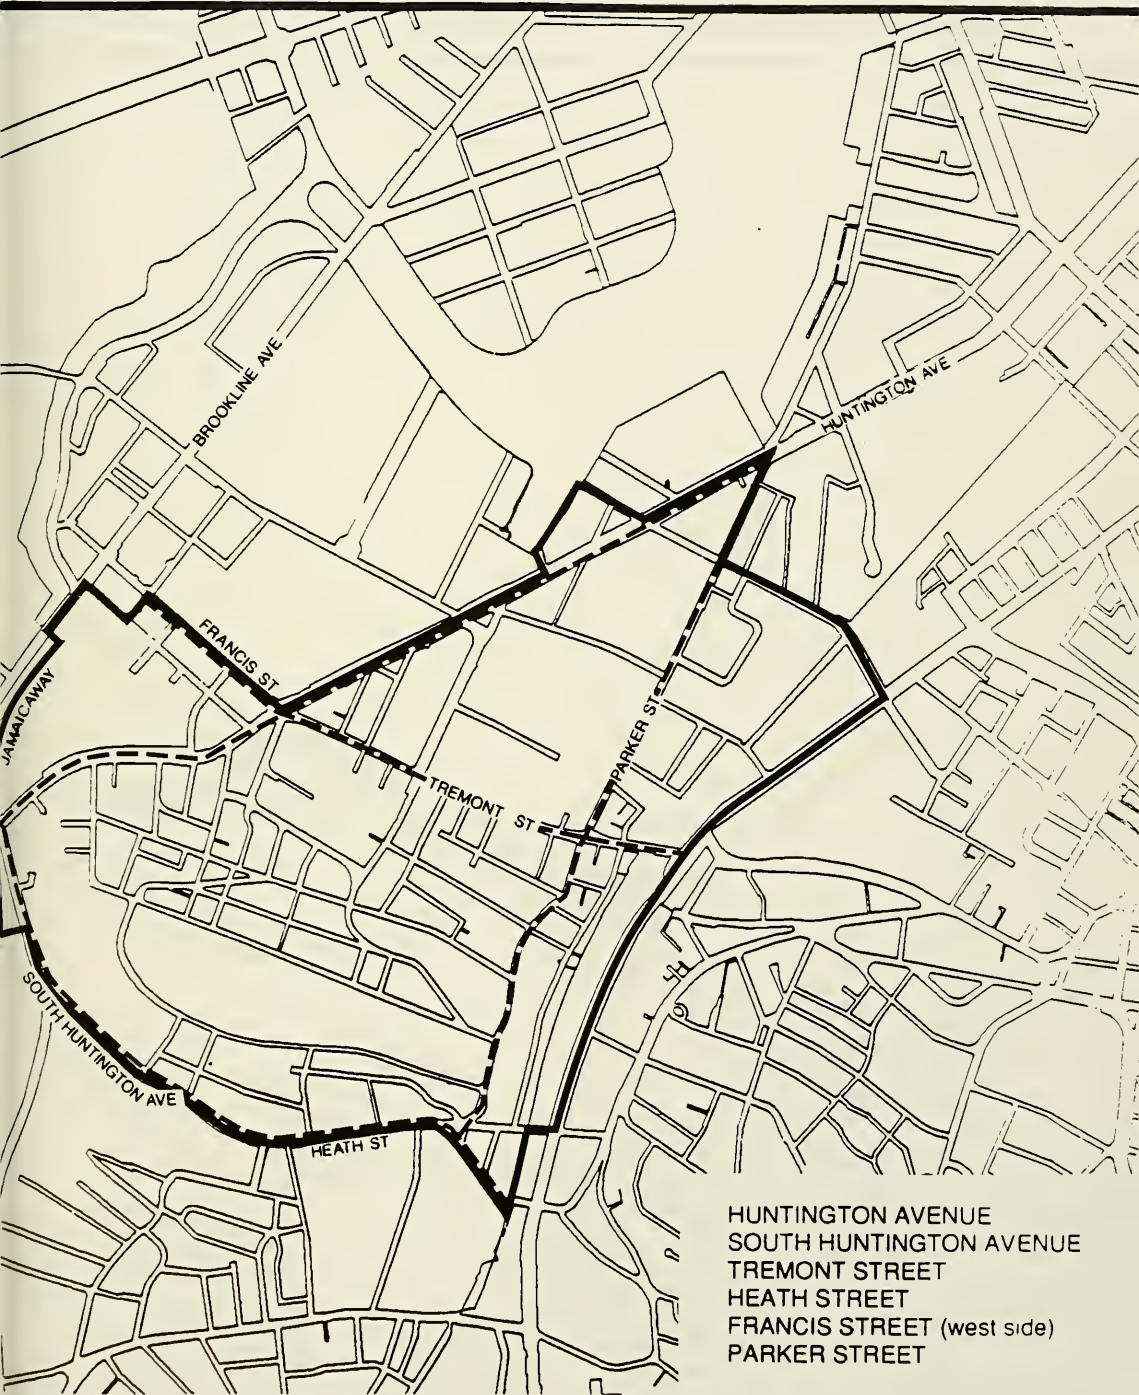 HUNTINGTON AVE
BROOKLINE AVE
FRANCIS ST
JAMAICAWAY
PARKER ST
TREMONT ST
SOUTH HUNTINGTON AVE
HEATH ST
HUNTINGTON AVENUE
SOUTH HUNTINGTON AVENUE
TREMONT STREET
HEATH STREET
FRANCIS STREET (west side)
PARKER STREET